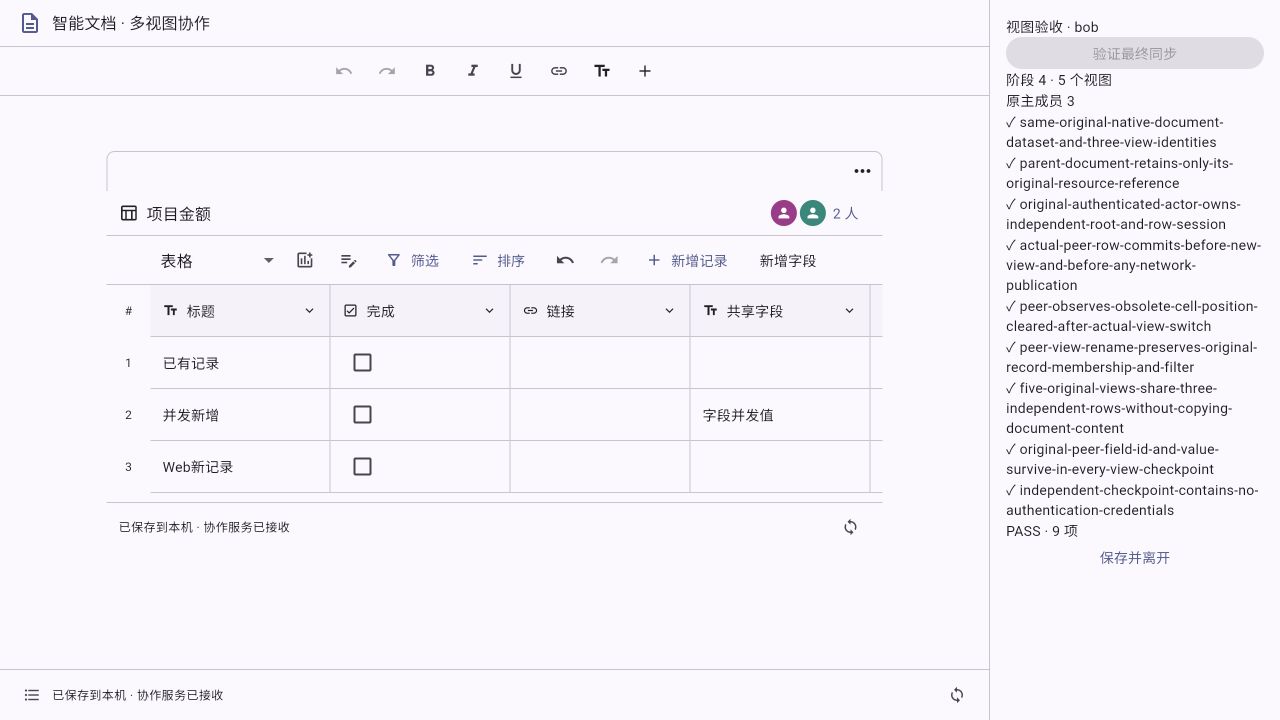 智能文档 · 多视图协作
B I U Tt +
项目金额
2 人
表格
筛选
排序
新增记录
新增字段
# 标题 完成 链接 共享字段
1 已有记录
2 并发新增 字段并发值
3 Web新记录
已保存到本机 · 协作服务已接收
已保存到本机 · 协作服务已接收
视图验收 · bob
验证最终同步
阶段 4 · 5 个视图
原主成员 3
✓ same-original-native-document-
dataset-and-three-view-identities
✓ parent-document-retains-only-its-
original-resource-reference
✓ original-authenticated-actor-owns-
independent-root-and-row-session
✓ actual-peer-row-commits-before-new-
view-and-before-any-network-
publication
✓ peer-observes-obsolete-cell-position-
cleared-after-actual-view-switch
✓ peer-view-rename-preserves-original-
record-membership-and-filter
✓ five-original-views-share-three-
independent-rows-without-copying-
document-content
✓ original-peer-field-id-and-value-
survive-in-every-view-checkpoint
✓ independent-checkpoint-contains-no-
authentication-credentials
PASS · 9 项
保存并离开